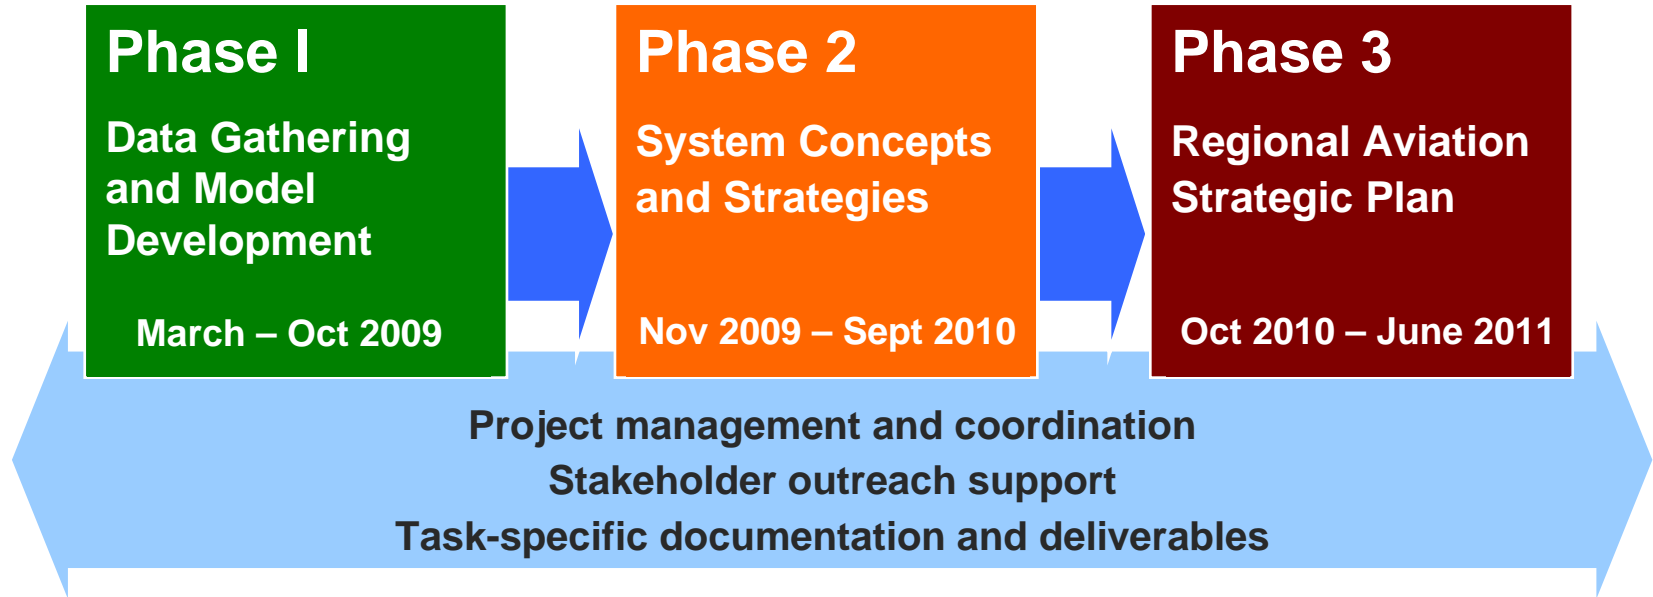 Phase I
Data Gathering
and Model
Development
March – Oct 2009
Phase 2
System Concepts
and Strategies
Nov 2009 – Sept 2010
Phase 3
Regional Aviation
Strategic Plan
Oct 2010 – June 2011
Project management and coordination
Stakeholder outreach support
Task-specific documentation and deliverables